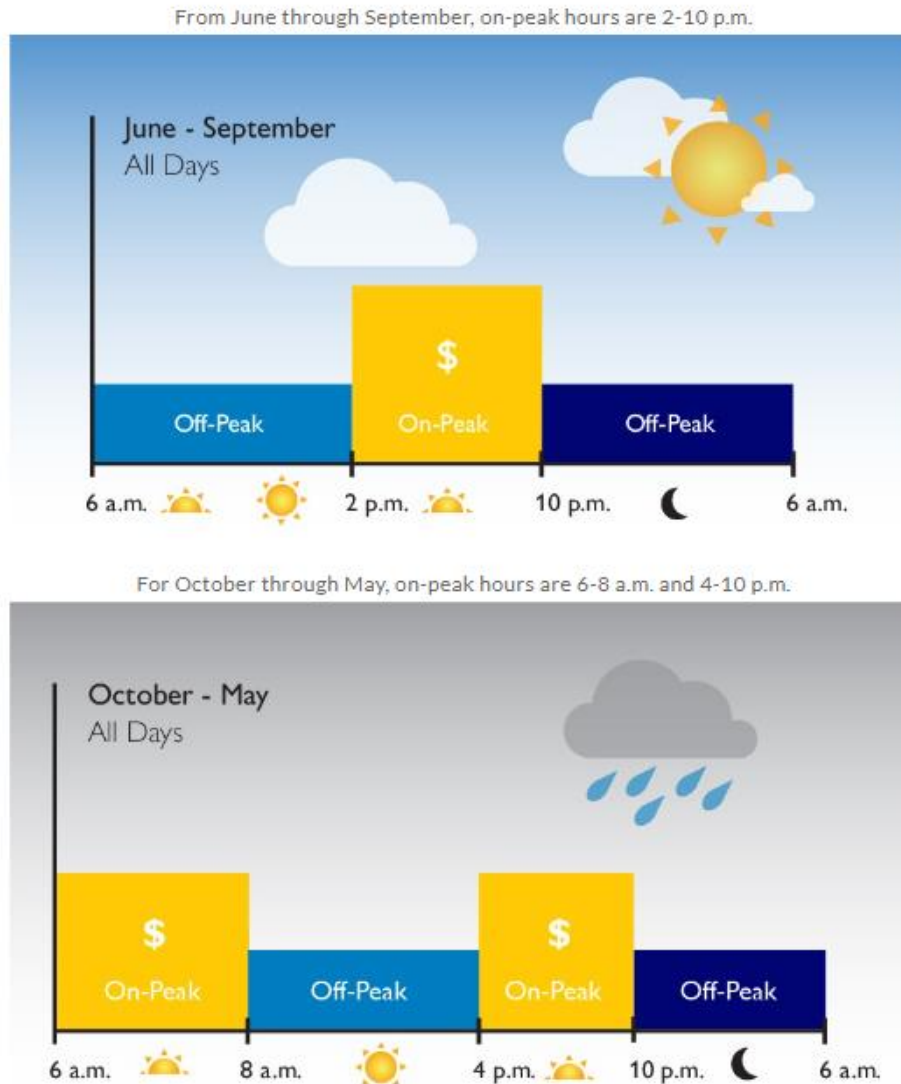 From June through September, on-peak hours are 2-10 p.m.
June - September
All Days
$
Off-Peak
On-Peak
Off-Peak
6 a.m.
2 p.m.
10 p.m.
6 a.m.
For October through May, on-peak hours are 6-8 a.m. and 4-10 p.m.
October - May
All Days
$
$
On-Peak
Off-Peak
On-Peak
Off-Peak
6 a.m.
8 a.m.
4 p.m.
10 p.m.
6 a.m.